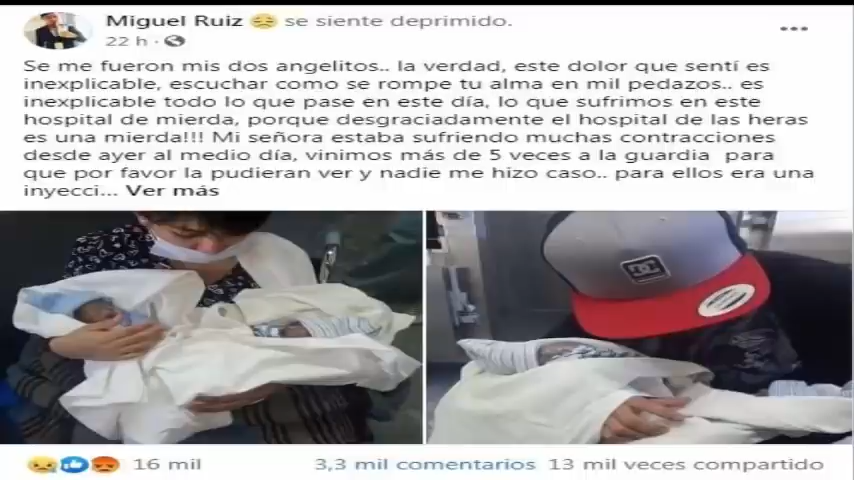 Miguel Ruiz 😔 se siente deprimido.
22 h ·
Se me fueron mis dos angelitos.. la verdad, este dolor que sentí es
inexplicable, escuchar como se rompe tu alma en mil pedazos.. es
inexplicable todo lo que pase en este día, lo que sufrimos en este
hospital de mierda, porque desgraciadamente el hospital de las heras
es una mierda!!! Mi señora estaba sufriendo muchas contracciones
desde ayer al medio día, vinimos más de 5 veces a la guardia para
que por favor la pudieran ver y nadie me hizo caso.. para ellos era una
inyecci... Ver más
16 mil
3,3 mil comentarios 13 mil veces compartido